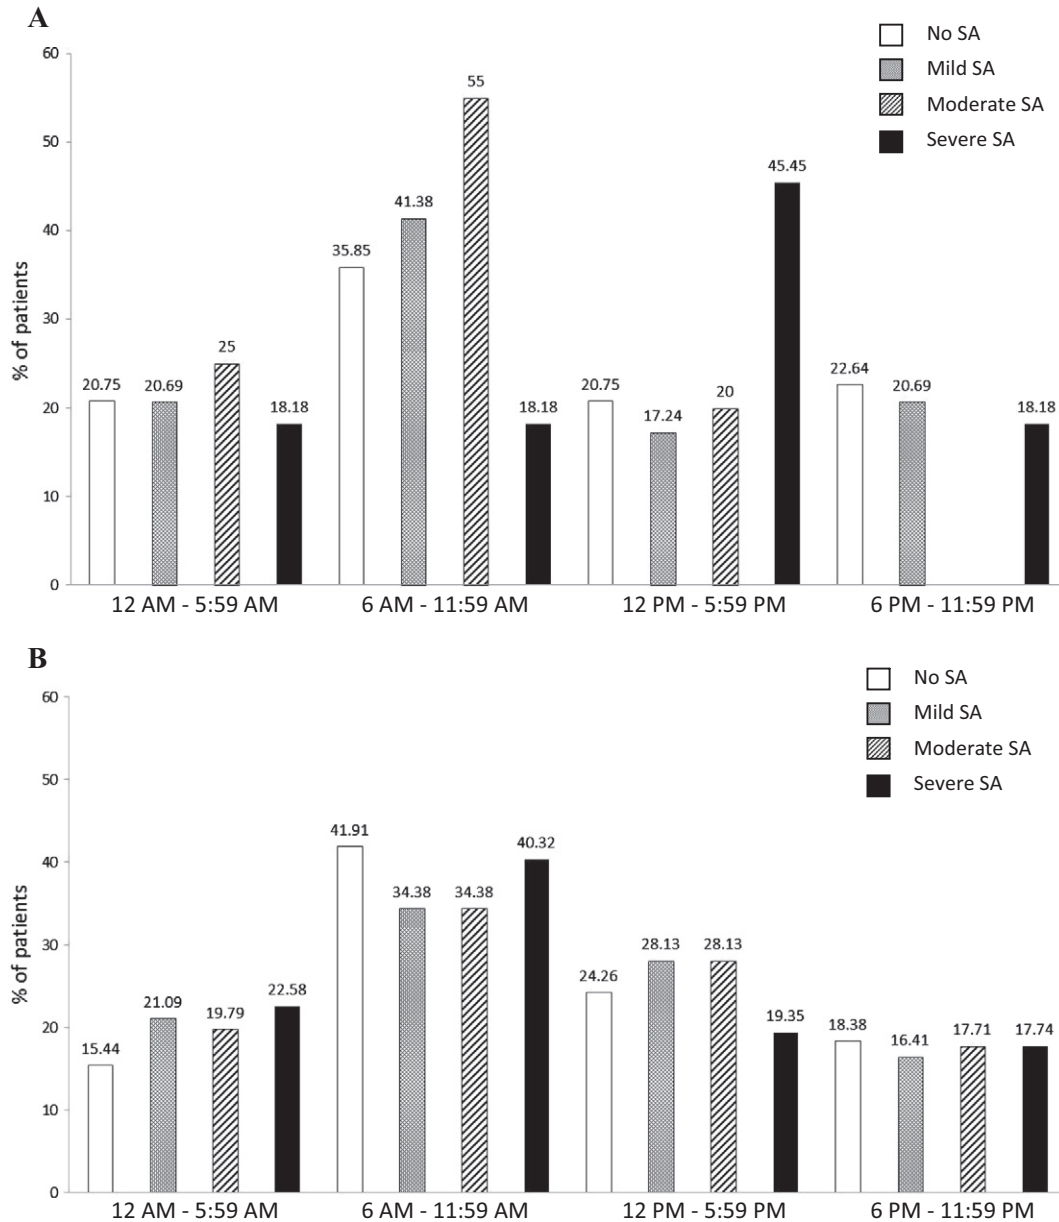 A
No SA
Mild SA
Moderate SA
Severe SA
% of patients
60
50
40
30
20
10
0
20.75
20.69
25
18.18
35.85
41.38
55
18.18
20.75
17.24
20
45.45
22.64
20.69
18.18
12 AM - 5:59 AM
6 AM - 11:59 AM
12 PM - 5:59 PM
6 PM - 11:59 PM
B
No SA
Mild SA
Moderate SA
Severe SA
% of patients
60
50
40
30
20
10
0
15.44
21.09
19.79
22.58
41.91
34.38
34.38
40.32
24.26
28.13
28.13
19.35
18.38
16.41
17.71
17.74
12 AM - 5:59 AM
6 AM - 11:59 AM
12 PM - 5:59 PM
6 PM - 11:59 PM